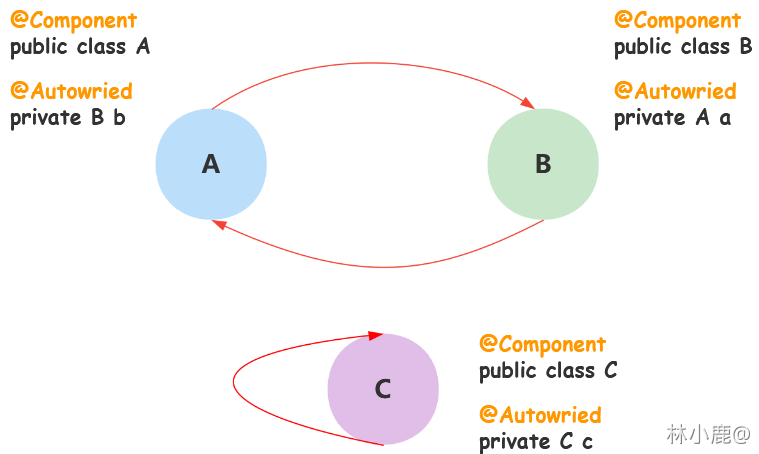 @Component
public class A
@Autowried
private B b
@Component
public class B
@Autowried
private A a
A
B
C
@Component
public class C
@Autowried
private C c
林小鹿@